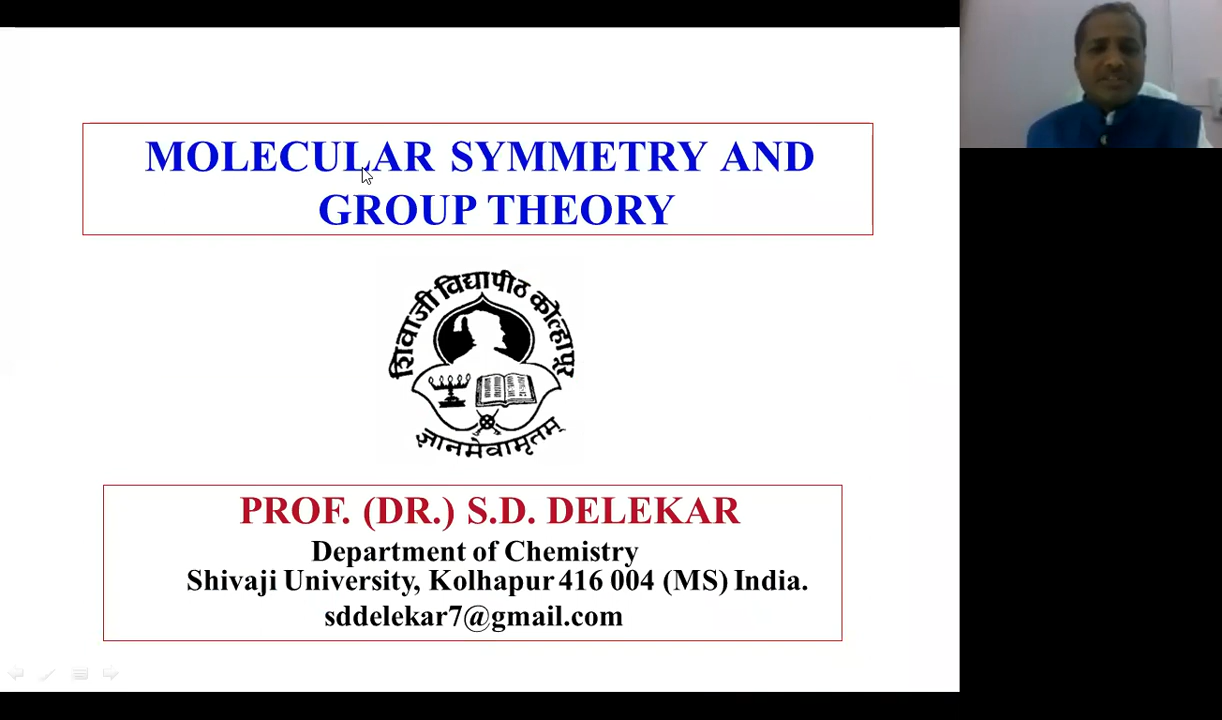 MOLECULAR SYMMETRY AND
GROUP THEORY
शिवाजी विद्यापीठ कोल्हापूर
ज्ञानमेवामृतम्
PROF. (DR.) S.D. DELEKAR
Department of Chemistry
Shivaji University, Kolhapur 416 004 (MS) India.
sddelekar7@gmail.com